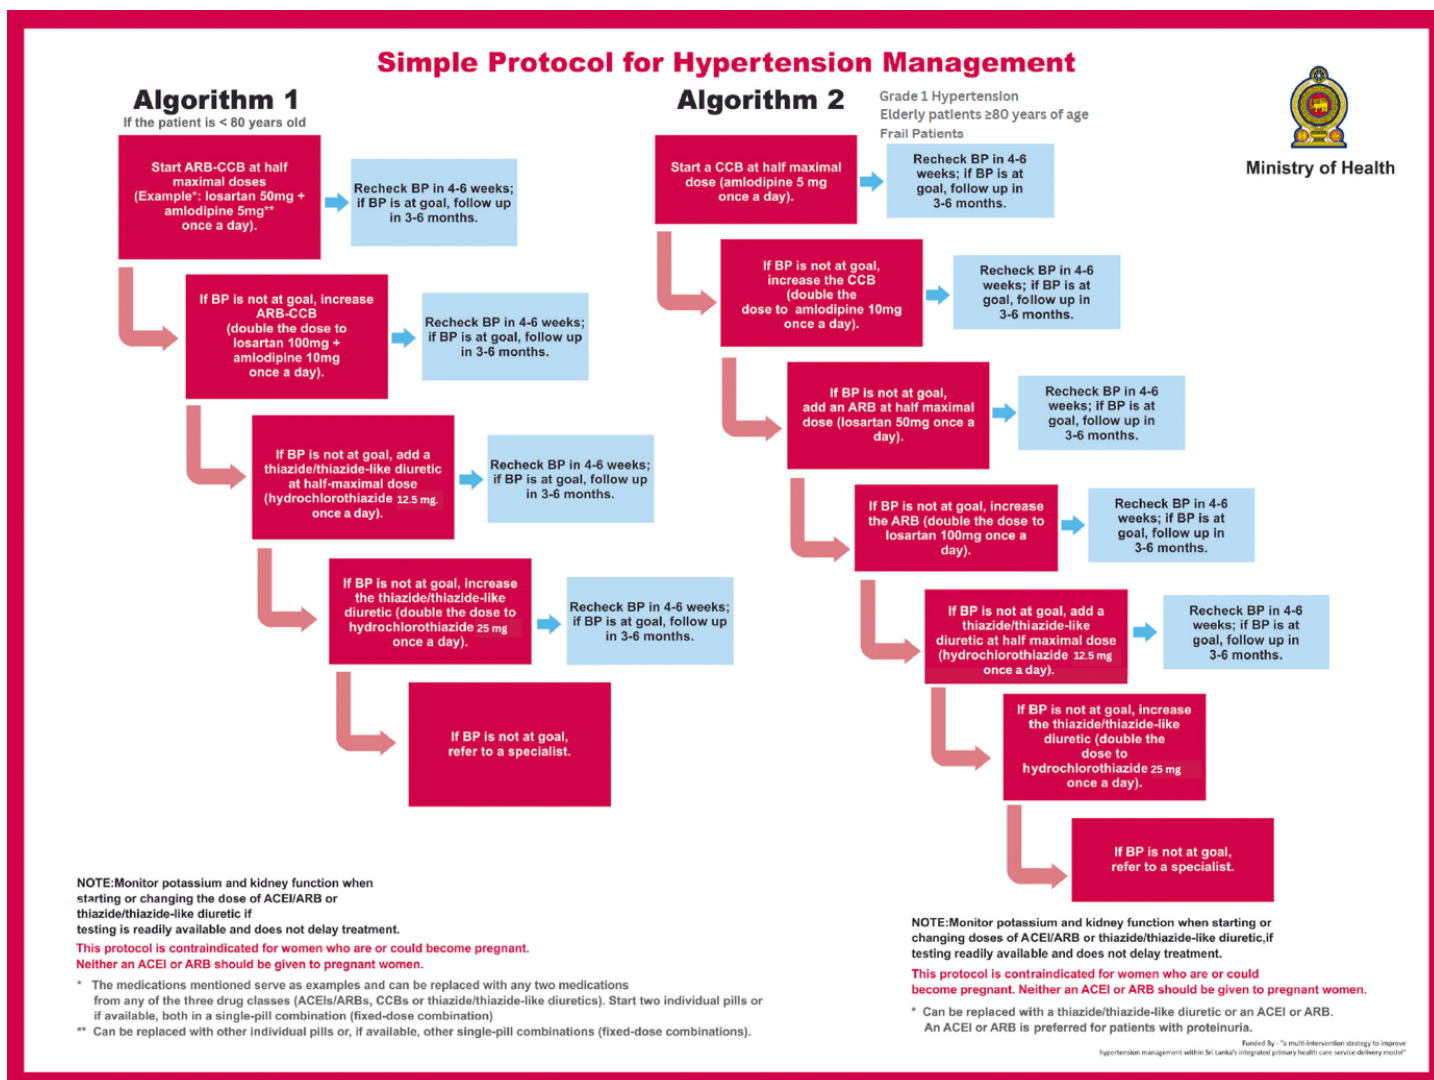 Simple Protocol for Hypertension Management
Algorithm 1
If the patient is < 80 years old
Start ARB-CCB at half
maximal doses
(Example*: losartan 50mg +
amlodipine 5mg**
once a day).
Recheck BP in 4-6 weeks;
if BP is at goal, follow up
in 3-6 months.
If BP is not at goal, increase
ARB-CCB
(double the dose to
losartan 100mg +
amlodipine 10mg
once a day).
Recheck BP in 4-6 weeks;
if BP is at goal, follow up
in 3-6 months.
If BP is not at goal, add a
thiazide/thiazide-like diuretic
at half-maximal dose
(hydrochlorothiazide 12.5 mg.
once a day).
Recheck BP in 4-6 weeks;
if BP is at goal, follow up
in 3-6 months.
If BP is not at goal, increase
the thiazide/thiazide-like
diuretic (double the dose to
hydrochlorothiazide 25 mg
once a day).
Recheck BP in 4-6 weeks;
if BP is at goal, follow up
in 3-6 months.
If BP is not at goal,
refer to a specialist.
NOTE:Monitor potassium and kidney function when
starting or changing the dose of ACEI/ARB or
thiazide/thiazide-like diuretic if
testing is readily available and does not delay treatment.
This protocol is contraindicated for women who are or could become pregnant.
Neither an ACEI or ARB should be given to pregnant women.
* The medications mentioned serve as examples and can be replaced with any two medications
from any of the three drug classes (ACEIs/ARBs, CCBs or thiazide/thiazide-like diuretics). Start two individual pills or
if available, both in a single-pill combination (fixed-dose combination)
** Can be replaced with other individual pills or, if available, other single-pill combinations (fixed-dose combinations).
Algorithm 2
Grade 1 Hypertension
Elderly patients ≥80 years of age
Frail Patients
Ministry of Health
Start a CCB at half maximal
dose (amlodipine 5 mg
once a day).
Recheck BP in 4-6
weeks; if BP is at
goal, follow up in
3-6 months.
If BP is not at goal,
increase the CCB
(double the
dose to amlodipine 10mg
once a day).
Recheck BP in 4-6
weeks; if BP is at
goal, follow up in
3-6 months.
If BP is not at goal,
add an ARB at half maximal
dose (losartan 50mg once a
day).
Recheck BP in 4-6
weeks; if BP is at
goal, follow up in
3-6 months.
If BP is not at goal, increase
the ARB (double the dose to
losartan 100mg once a
day).
Recheck BP in 4-6
weeks; if BP is at
goal, follow up in
3-6 months.
If BP is not at goal, add a
thiazide/thiazide-like
diuretic at half maximal dose
(hydrochlorothiazide 12.5 mg
once a day).
Recheck BP in 4-6
weeks; if BP is at
goal, follow up in
3-6 months.
If BP is not at goal, increase
the thiazide/thiazide-like
diuretic (double the
dose to
hydrochlorothiazide 25 mg
once a day).
If BP is not at goal,
refer to a specialist.
NOTE:Monitor potassium and kidney function when starting or
changing doses of ACEI/ARB or thiazide/thiazide-like diuretic,if
testing readily available and does not delay treatment.
This protocol is contraindicated for women who are or could
become pregnant. Neither an ACEI or ARB should be given to pregnant women.
* Can be replaced with a thiazide/thiazide-like diuretic or an ACEI or ARB.
An ACEI or ARB is preferred for patients with proteinuria.
Funded By - "a multi-intervention strategy to improve
hypertension management within Sri Lanka's integrated primary health care service delivery model"